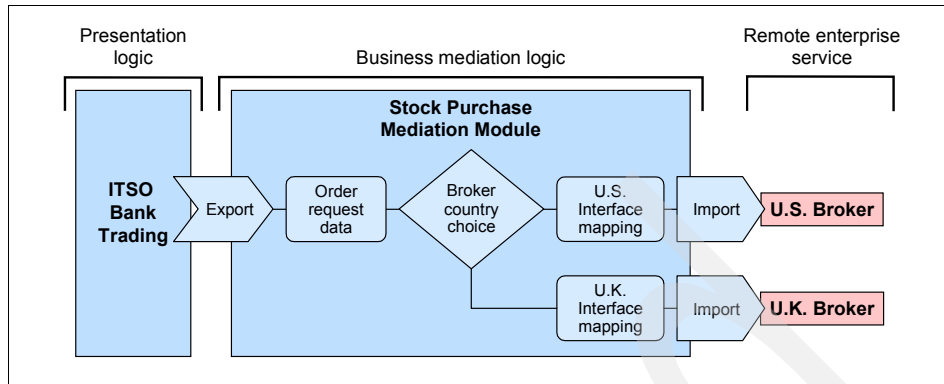 Presentation
logic
Business mediation logic
Remote enterprise
service
Stock Purchase
Mediation Module
ITSO
Bank
Trading
Export
Order
request
data
Broker
country
choice
U.S.
Interface
mapping
Import
U.S. Broker
U.K.
Interface
mapping
Import
U.K. Broker